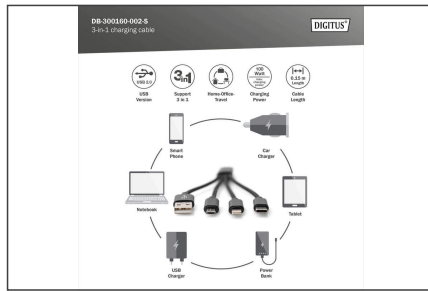 DB-300160-002-S
3-in-1 charging cable
DIGITUS®
USB 2.0
3in1
100
Watt
0.15 m
Length
USB
Version
Support
3 in 1
Home-Office-
Travel
Charging
Power
Cable
Length
Smart
Phone
Car
Charger
Notebook
Tablet
USB
Charger
Power
Bank